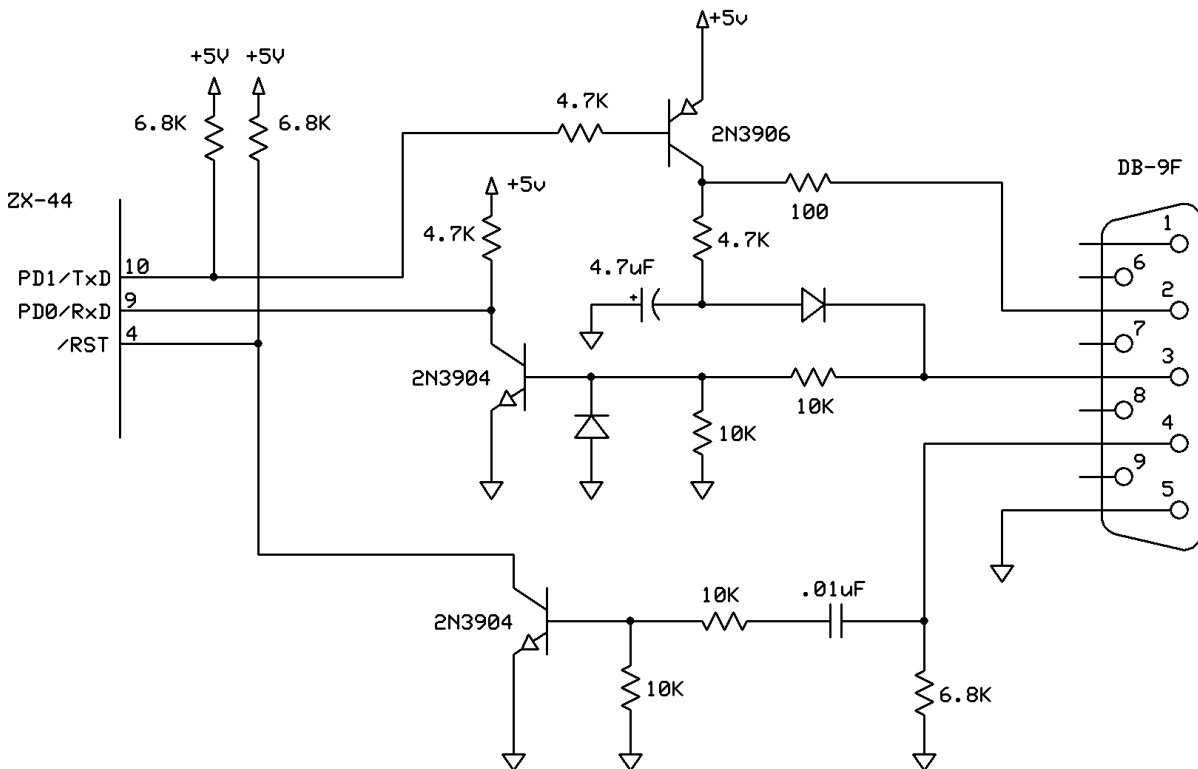 +5v
+5V +5V
4.7K
6.8K 6.8K
2N3906
DB-9F
+5v
ZX-44
100
1
4.7K 4.7K
PD1/TxD 10
4.7uF
6
+
2
PD0/RxD 9
/RST 4
7
3
2N3904
10K
8
10K
4
9
5
10K .01uF
2N3904
10K
6.8K